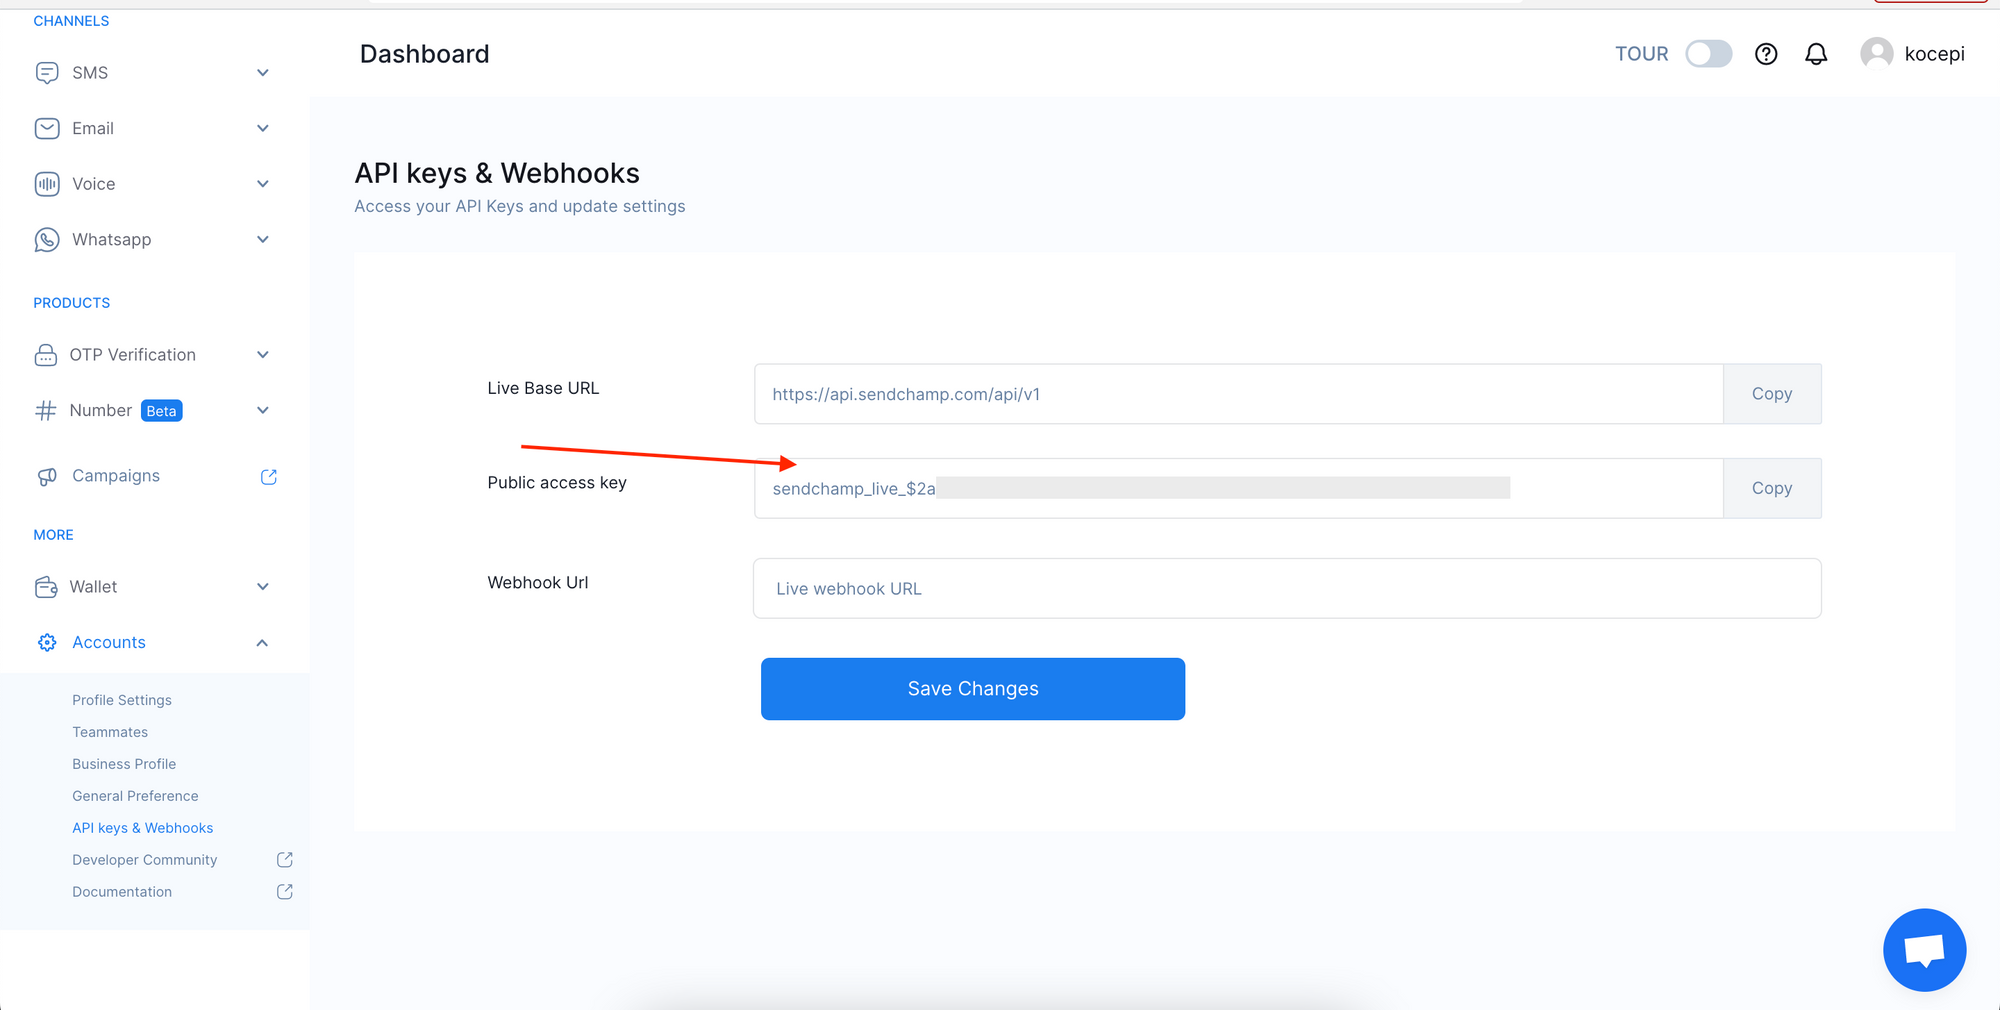 CHANNELS
SMS
Email
Voice
Whatsapp
PRODUCTS
OTP Verification
Number Beta
Campaigns
MORE
Wallet
Accounts
Profile Settings
Teammates
Business Profile
General Preference
API keys & Webhooks
Developer Community
Documentation
Dashboard
TOUR
kocepi
API keys & Webhooks
Access your API Keys and update settings
Live Base URL
https://api.sendchamp.com/api/v1
Copy
Public access key
sendchamp_live_$2a
Copy
Webhook Url
Live webhook URL
Save Changes